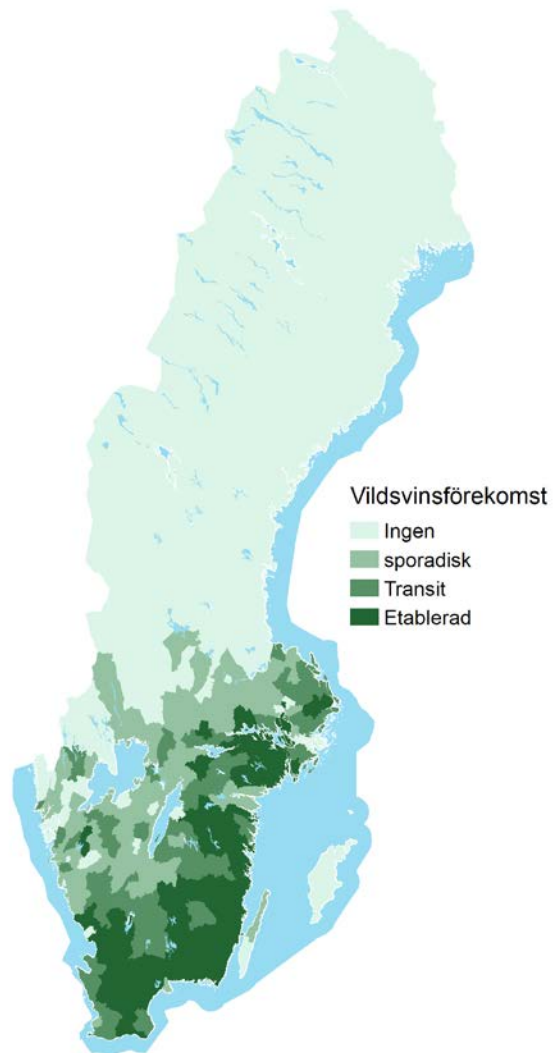 Vildsvinsförekomst
Ingen
sporadisk
Transit
Etablerad